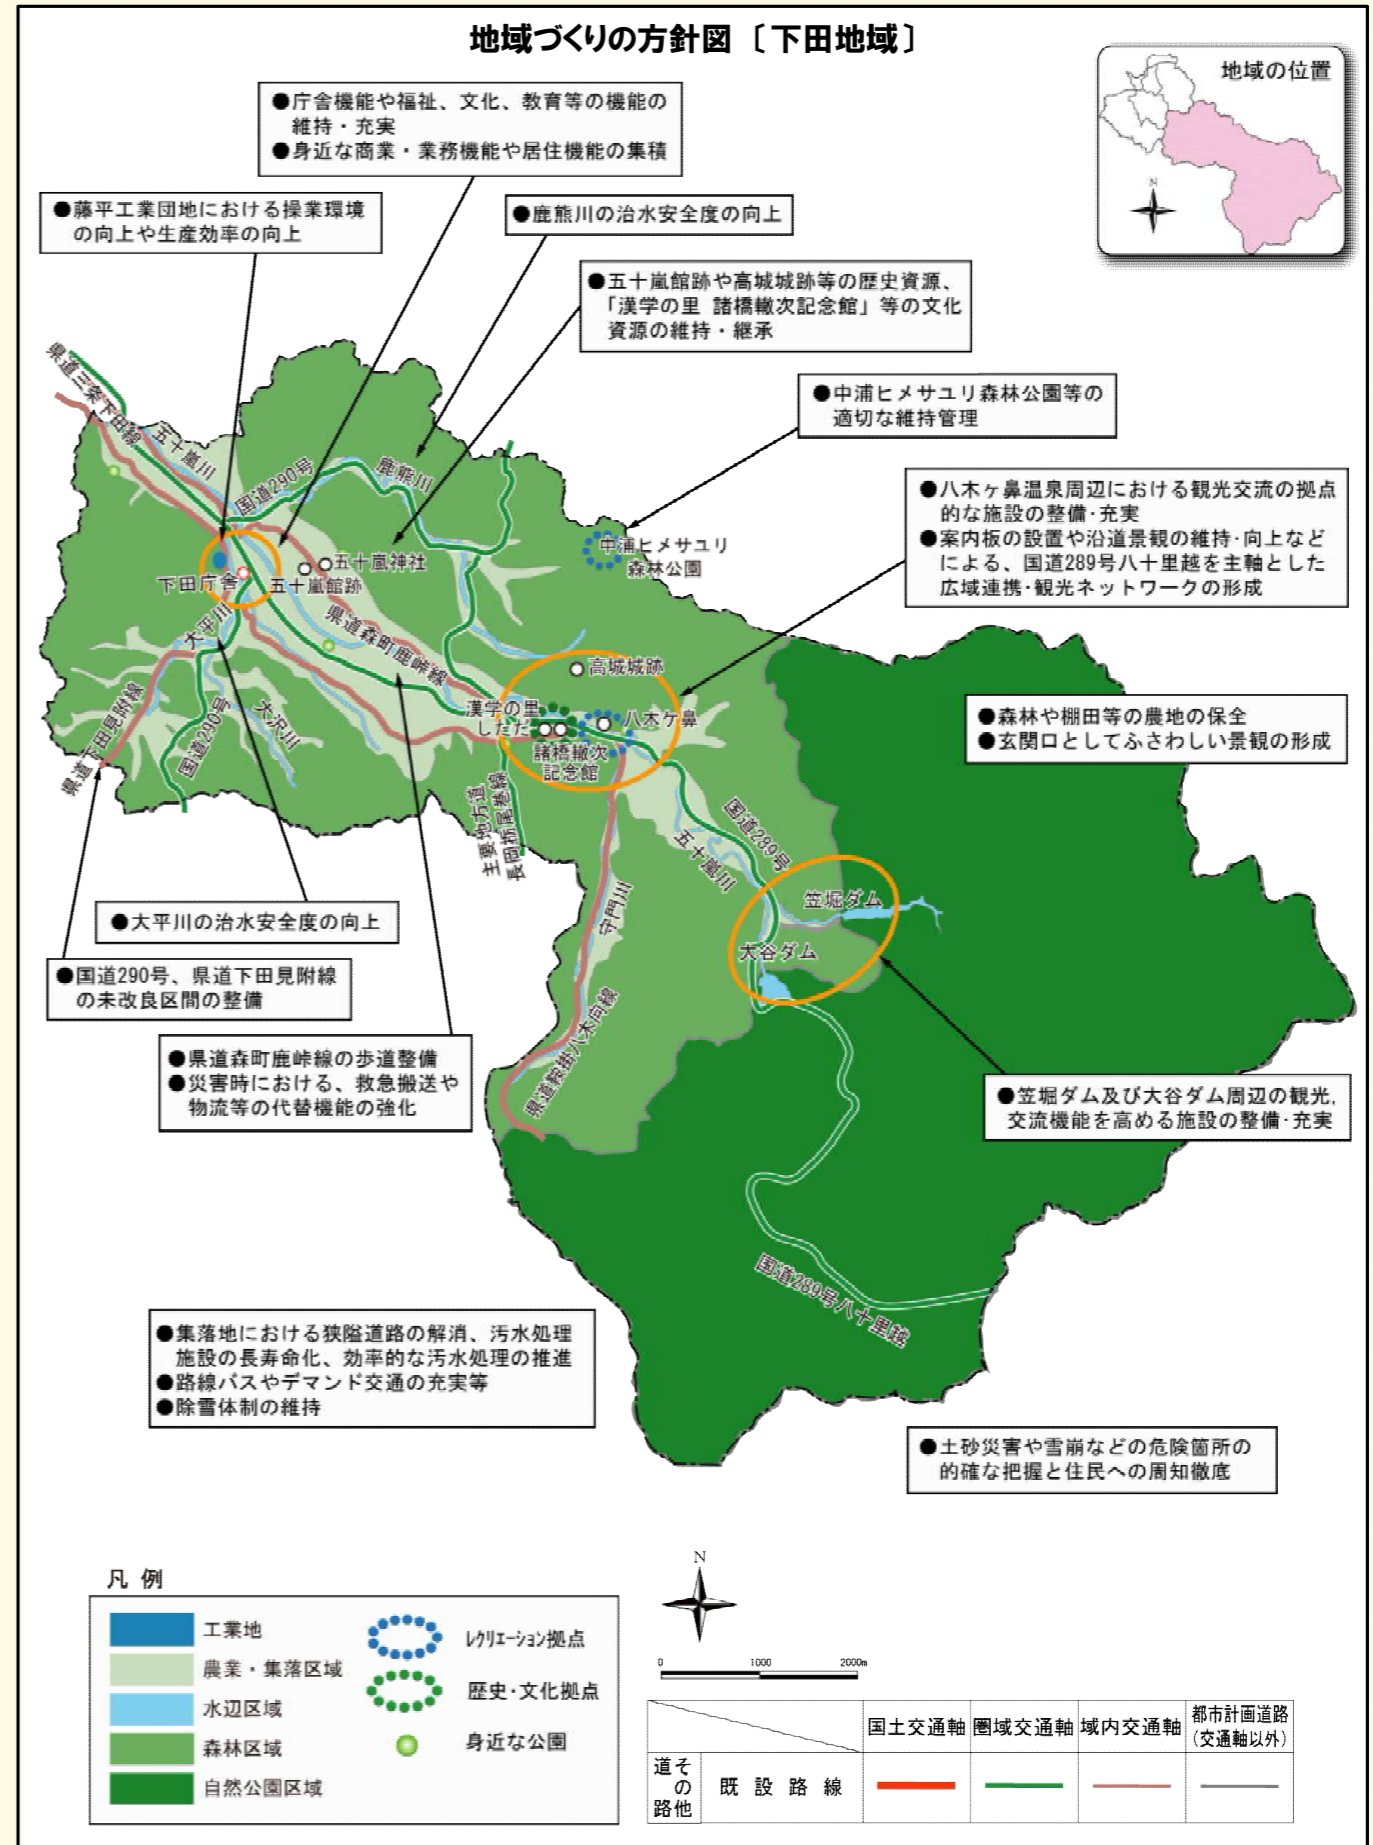 地域づくりの方針図〔下田地域〕
地域の位置
N
●庁舎機能や福祉、文化、教育等の機能の
維持・充実
●身近な商業・業務機能や居住機能の集積
●藤平工業団地における操業環境
の向上や生産効率の向上
●鹿熊川の治水安全度の向上
●五十嵐館跡や高城城跡等の歴史資源、
「漢学の里 諸橋轍次記念館」等の文化
資源の維持・継承
●中浦ヒメサユリ森林公園等の
適切な維持管理
●八木ヶ鼻温泉周辺における観光交流の拠点
的な施設の整備・充実
●案内板の設置や沿道景観の維持・向上など
による、国道289号八十里越を主軸とした
広域連携・観光ネットワークの形成
●森林や棚田等の農地の保全
●玄関口としてふさわしい景観の形成
県道三条下田線
五十嵐川
国道290号
鹿熊川
中浦ヒメサユリ
森林公園
五十嵐神社
下田庁舎
五十嵐館跡
大平川
県道森町鹿峠線
高城城跡
漢学の里
しただ
八木ケ鼻
諸橋轍次
記念館
県道下田見附線
国道290号
大沢川
主要地方道
長岡栃尾巻線
国道289号
五十嵐川
笠堀ダム
大谷ダム
守門川
県道鞍掛八木向線
国道289号八十里越
●大平川の治水安全度の向上
●国道290号、県道下田見附線
の未改良区間の整備
●県道森町鹿峠線の歩道整備
●災害時における、救急搬送や
物流等の代替機能の強化
●笠堀ダム及び大谷ダム周辺の観光,
交流機能を高める施設の整備・充実
●集落地における狭隘道路の解消、汚水処理
施設の長寿命化、効率的な汚水処理の推進
●路線バスやデマンド交通の充実等
●除雪体制の維持
●土砂災害や雪崩などの危険箇所の
的確な把握と住民への周知徹底
凡例
工業地
農業・集落区域
水辺区域
森林区域
自然公園区域
ﾚｸﾘｴｰｼｮﾝ拠点
歴史・文化拠点
身近な公園
N
0 1000 2000m
国土交通軸 圏域交通軸 域内交通軸 都市計画道路
(交通軸以外)
その他
道路
既設路線